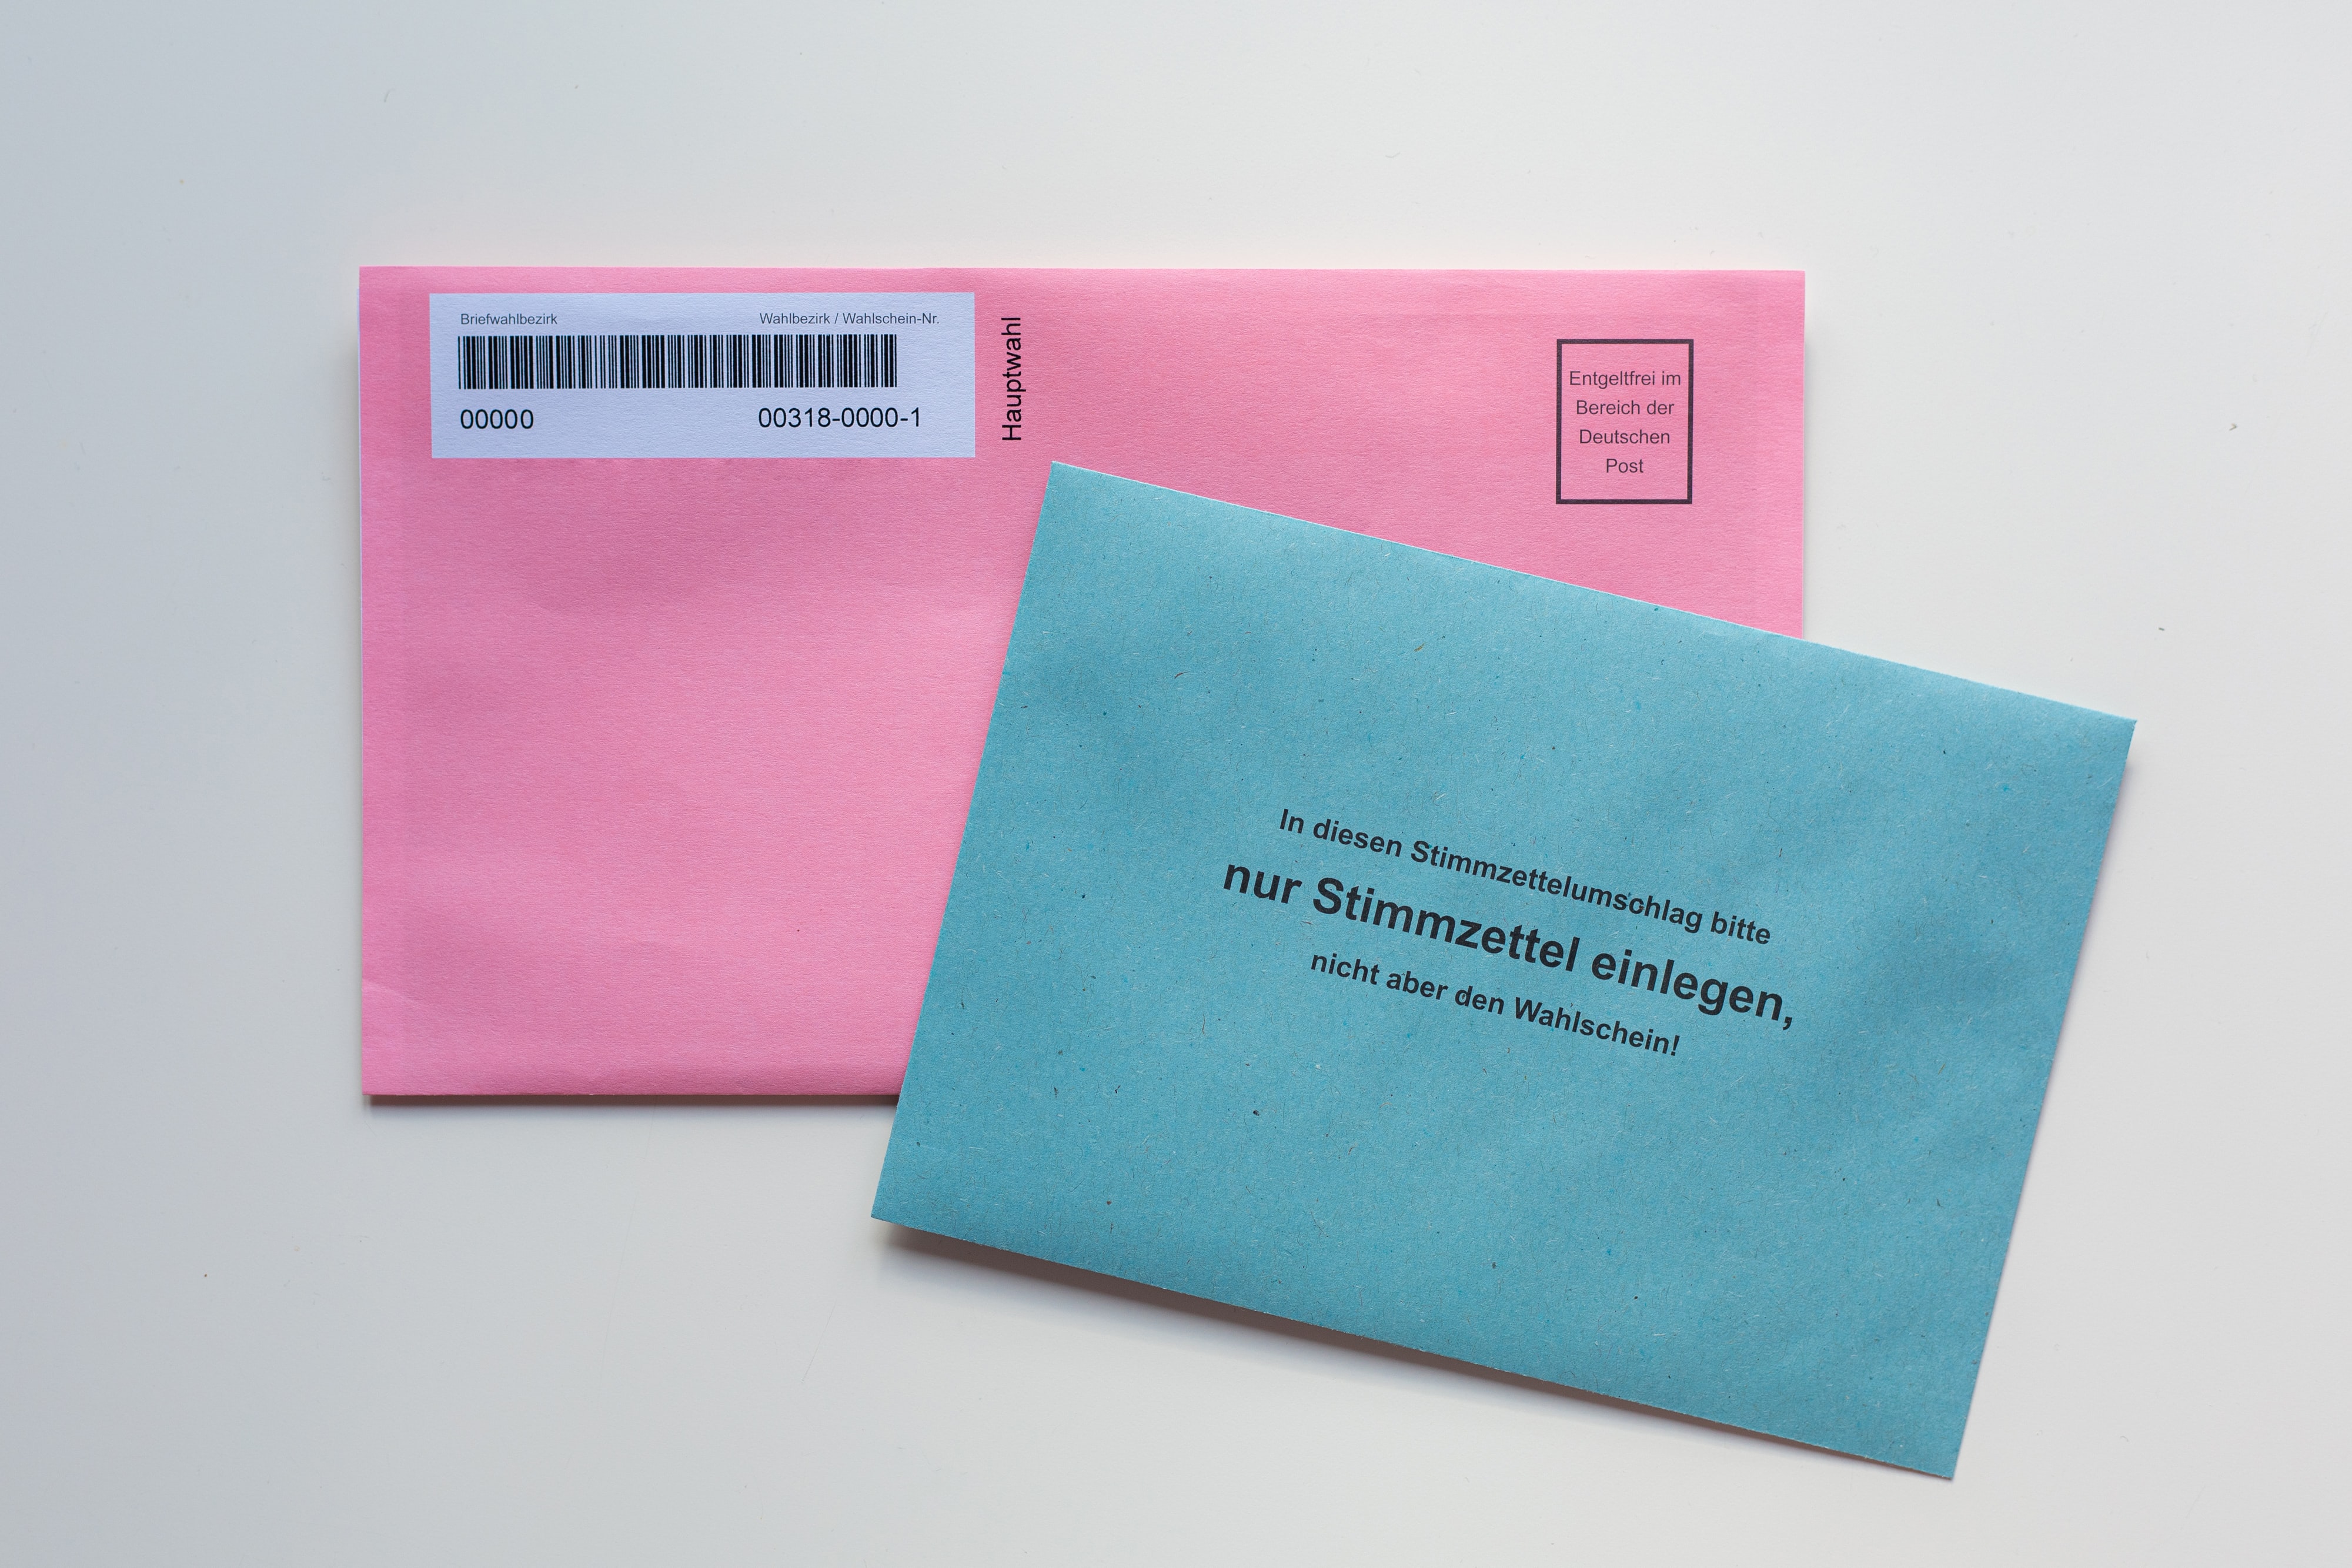 Briefwahlbezirk Wahlbezirk / Wahlschein-Nr.
00000 00318-0000-1
Hauptwahl
Entgeltfrei im
Bereich der
Deutschen
Post
In diesen Stimmzettelumschlag bitte
nur Stimmzettel einlegen,
nicht aber den Wahlschein!